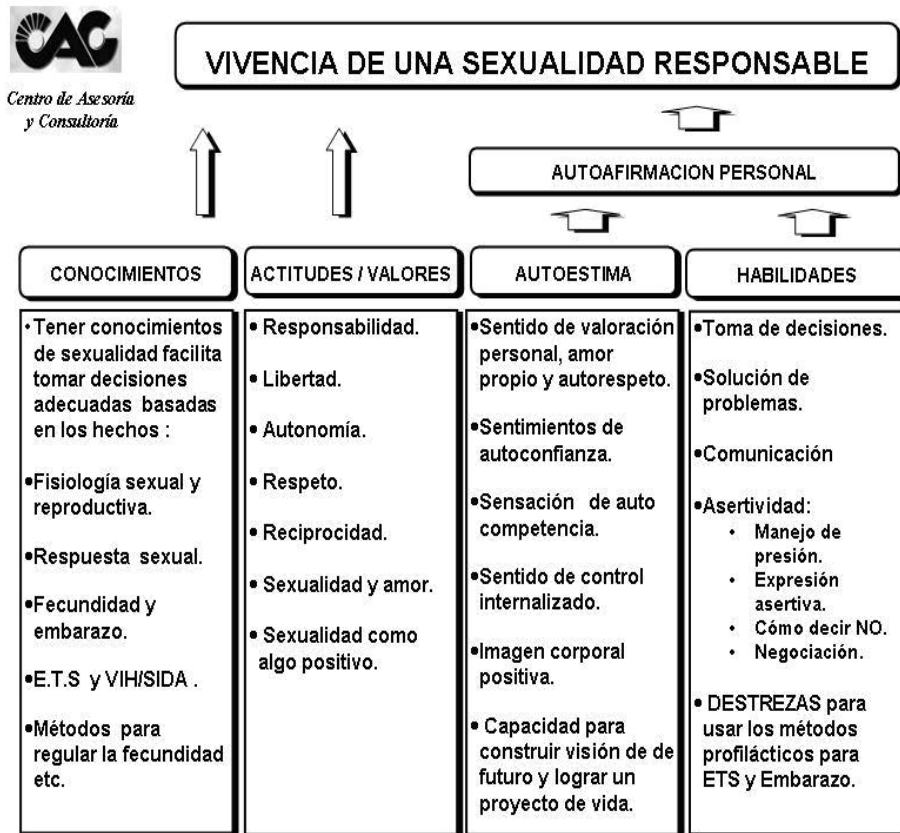 CAC
Centro de Asesoría
y Consultoría
VIVENCIA DE UNA SEXUALIDAD RESPONSABLE
AUTOAFIRMACION PERSONAL
CONOCIMIENTOS
• Tener conocimientos
de sexualidad facilita
tomar decisiones
adecuadas basadas
en los hechos :
•Fisiología sexual y
reproductiva.
•Respuesta sexual.
•Fecundidad y
embarazo.
•E.T.S y VIH/SIDA .
•Métodos para
regular la fecundidad
etc.
ACTITUDES / VALORES
• Responsabilidad.
• Libertad.
• Autonomía.
• Respeto.
• Reciprocidad.
• Sexualidad y amor.
• Sexualidad como
algo positivo.
AUTOESTIMA
•Sentido de valoración
personal, amor
propio y autorespeto.
•Sentimientos de
autoconfianza.
•Sensación de auto
competencia.
•Sentido de control
internalizado.
•Imagen corporal
positiva.
• Capacidad para
construir visión de de
futuro y lograr un
proyecto de vida.
HABILIDADES
•Toma de decisiones.
•Solución de
problemas.
•Comunicación
•Asertividad:
• Manejo de
presión.
• Expresión
asertiva.
• Cómo decir NO.
• Negociación.
• DESTREZAS para
usar los métodos
profilácticos para
ETS y Embarazo.